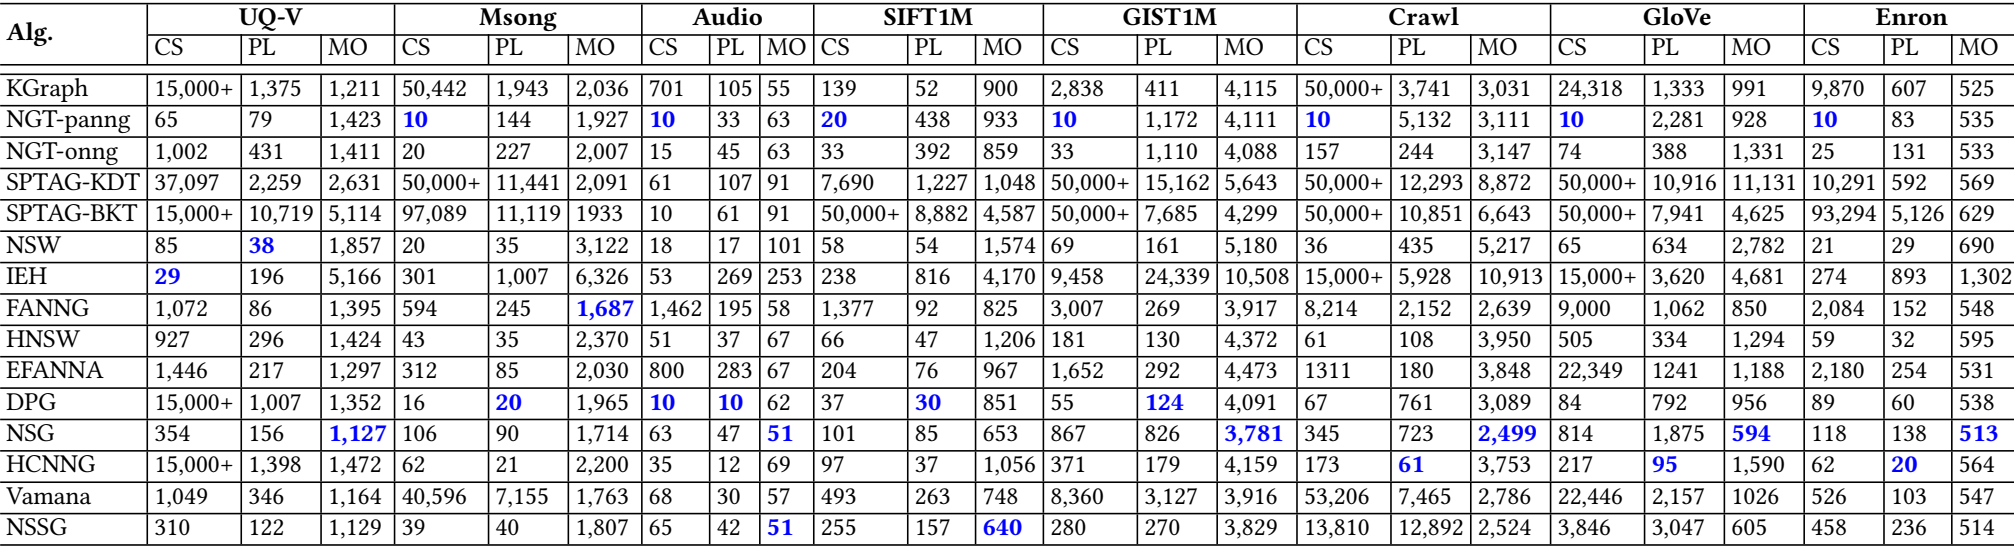 Alg. UQ-V Msong Audio SIFT1M GIST1M Crawl GloVe Enron
CS PL MO CS PL MO CS PL MO CS PL MO CS PL MO CS PL MO CS PL MO CS PL MO
KGraph 15,000+ 1,375 1,211 50,442 1,943 2,036 701 105 55 139 52 900 2,838 411 4,115 50,000+ 3,741 3,031 24,318 1,333 991 9,870 607 525
NGT-panng 65 79 1,423 10 144 1,927 10 33 63 20 438 933 10 1,172 4,111 10 5,132 3,111 10 2,281 928 10 83 535
NGT-onng 1,002 431 1,411 20 227 2,007 15 45 63 33 392 859 33 1,110 4,088 157 244 3,147 74 388 1,331 25 131 533
SPTAG-KDT 37,097 2,259 2,631 50,000+ 11,441 2,091 61 107 91 7,690 1,227 1,048 50,000+ 15,162 5,643 50,000+ 12,293 8,872 50,000+ 10,916 11,131 10,291 592 569
SPTAG-BKT 15,000+ 10,719 5,114 97,089 11,119 1933 10 61 91 50,000+ 8,882 4,587 50,000+ 7,685 4,299 50,000+ 10,851 6,643 50,000+ 7,941 4,625 93,294 5,126 629
NSW 85 38 1,857 20 35 3,122 18 17 101 58 54 1,574 69 161 5,180 36 435 5,217 65 634 2,782 21 29 690
IEH 29 196 5,166 301 1,007 6,326 53 269 253 238 816 4,170 9,458 24,339 10,508 15,000+ 5,928 10,913 15,000+ 3,620 4,681 274 893 1,302
FANNG 1,072 86 1,395 594 245 1,687 1,462 195 58 1,377 92 825 3,007 269 3,917 8,214 2,152 2,639 9,000 1,062 850 2,084 152 548
HNSW 927 296 1,424 43 35 2,370 51 37 67 66 47 1,206 181 130 4,372 61 108 3,950 505 334 1,294 59 32 595
EFANNA 1,446 217 1,297 312 85 2,030 800 283 67 204 76 967 1,652 292 4,473 1311 180 3,848 22,349 1241 1,188 2,180 254 531
DPG 15,000+ 1,007 1,352 16 20 1,965 10 10 62 37 30 851 55 124 4,091 67 761 3,089 84 792 956 89 60 538
NSG 354 156 1,127 106 90 1,714 63 47 51 101 85 653 867 826 3,781 345 723 2,499 814 1,875 594 118 138 513
HCNNG 15,000+ 1,398 1,472 62 21 2,200 35 12 69 97 37 1,056 371 179 4,159 173 61 3,753 217 95 1,590 62 20 564
Vamana 1,049 346 1,164 40,596 7,155 1,763 68 30 57 493 263 748 8,360 3,127 3,916 53,206 7,465 2,786 22,446 2,157 1026 526 103 547
NSSG 310 122 1,129 39 40 1,807 65 42 51 255 157 640 280 270 3,829 13,810 12,892 2,524 3,846 3,047 605 458 236 514